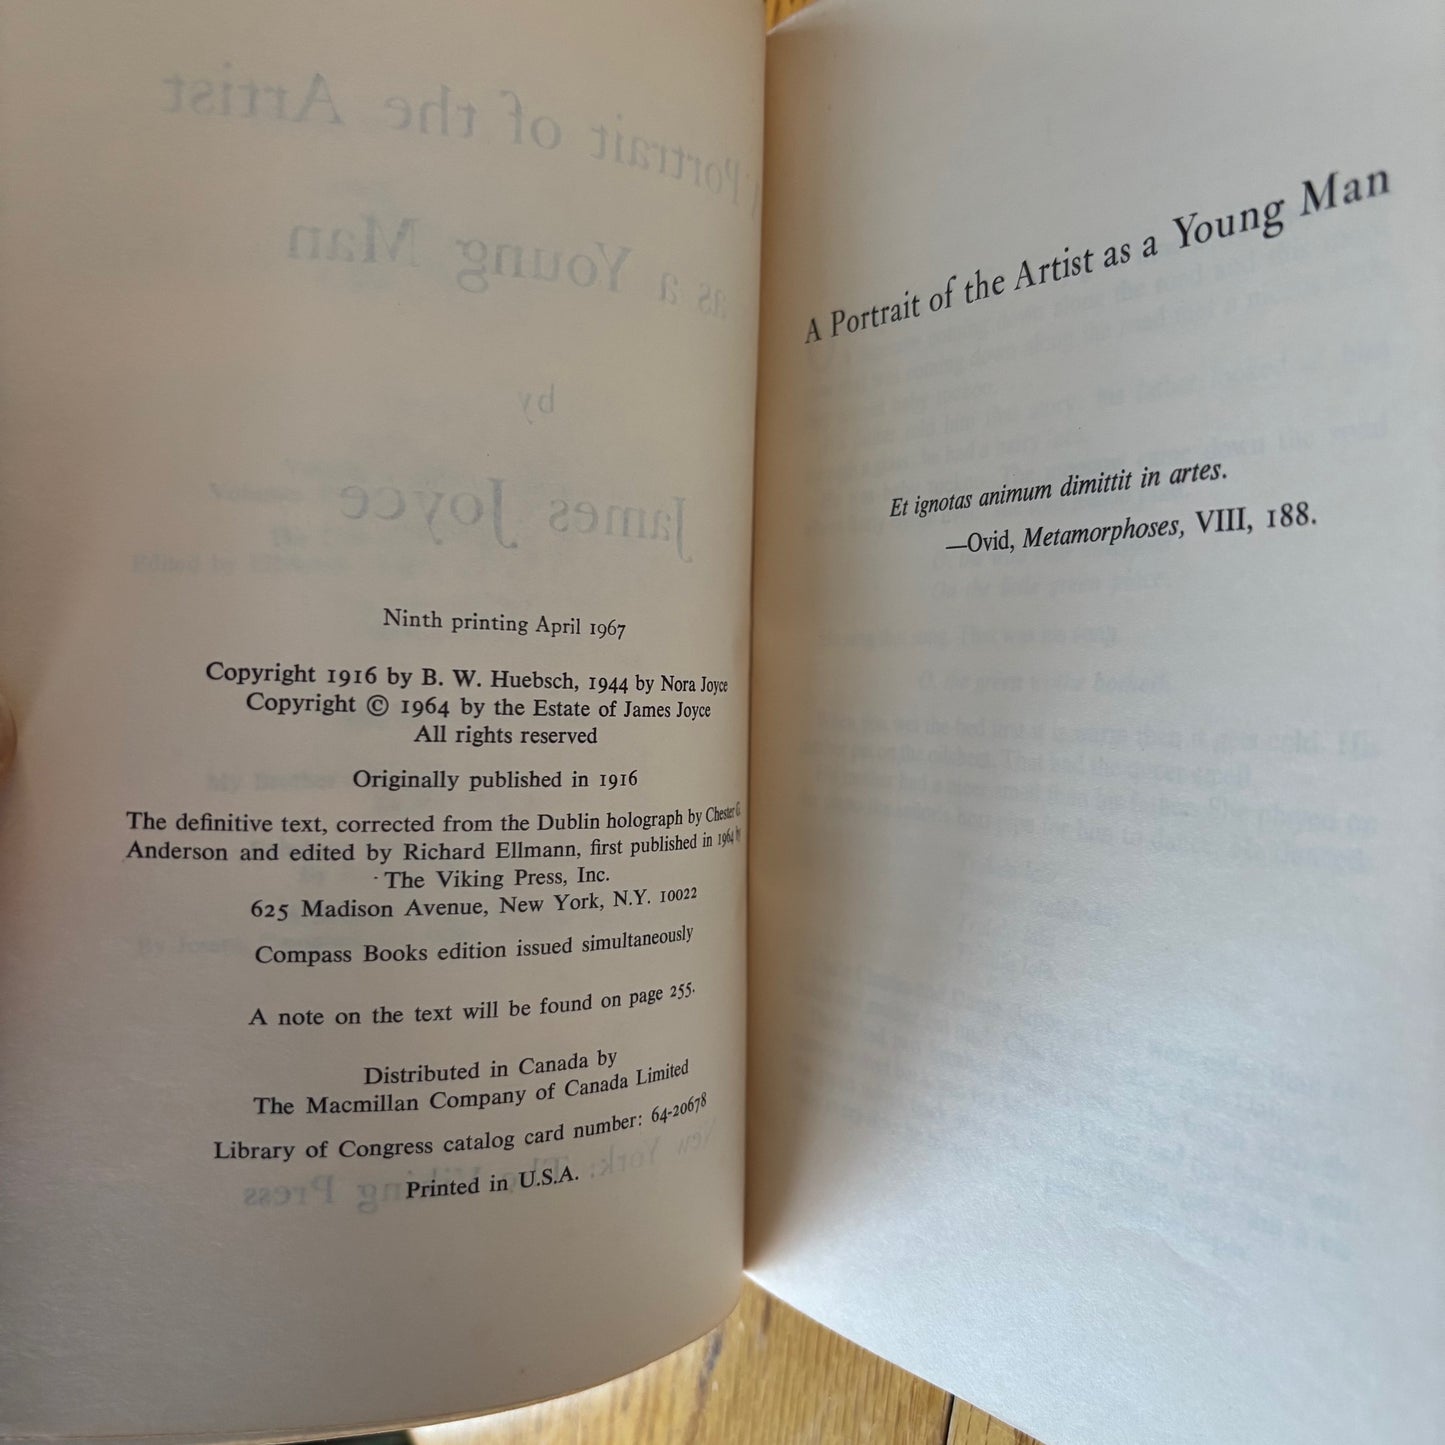 Ninth printing April 1967
Copyright 1916 by B. W. Huebsch, 1944 by Nora Joyce
Copyright © 1964 by the Estate of James Joyce
All rights reserved
Originally published in 1916
The definitive text, corrected from the Dublin holograph by Chester G.
Anderson and edited by Richard Ellmann, first published in 1964 by
The Viking Press, Inc.
625 Madison Avenue, New York, N.Y. 10022
Compass Books edition issued simultaneously
A note on the text will be found on page 255.
Distributed in Canada by
The Macmillan Company of Canada Limited
Library of Congress catalog card number: 64-20678
Printed in U.S.A.
A Portrait of the Artist as a Young Man
Et ignotas animum dimittit in artes.
—Ovid, Metamorphoses, VIII, 188.